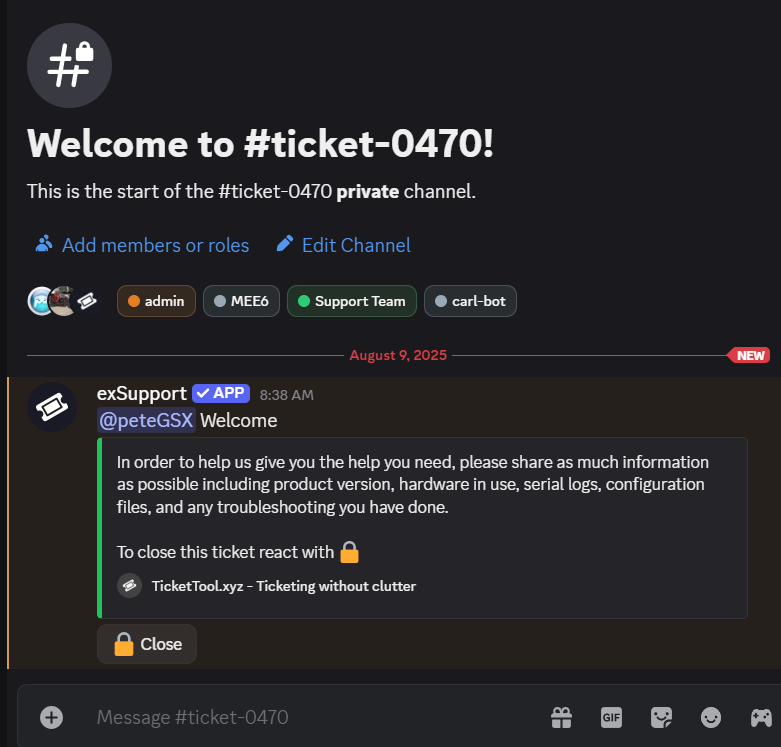 Welcome to #ticket-0470!
This is the start of the #ticket-0470 private channel.
Add members or roles Edit Channel
admin MEE6 Support Team carl-bot
August 9, 2025 NEW
exSupport APP 8:38 AM
@peteGSX Welcome
In order to help us give you the help you need, please share as much information
as possible including product version, hardware in use, serial logs, configuration
files, and any troubleshooting you have done.
To close this ticket react with 🔒
TicketTool.xyz - Ticketing without clutter
Close
Message #ticket-0470 GIF